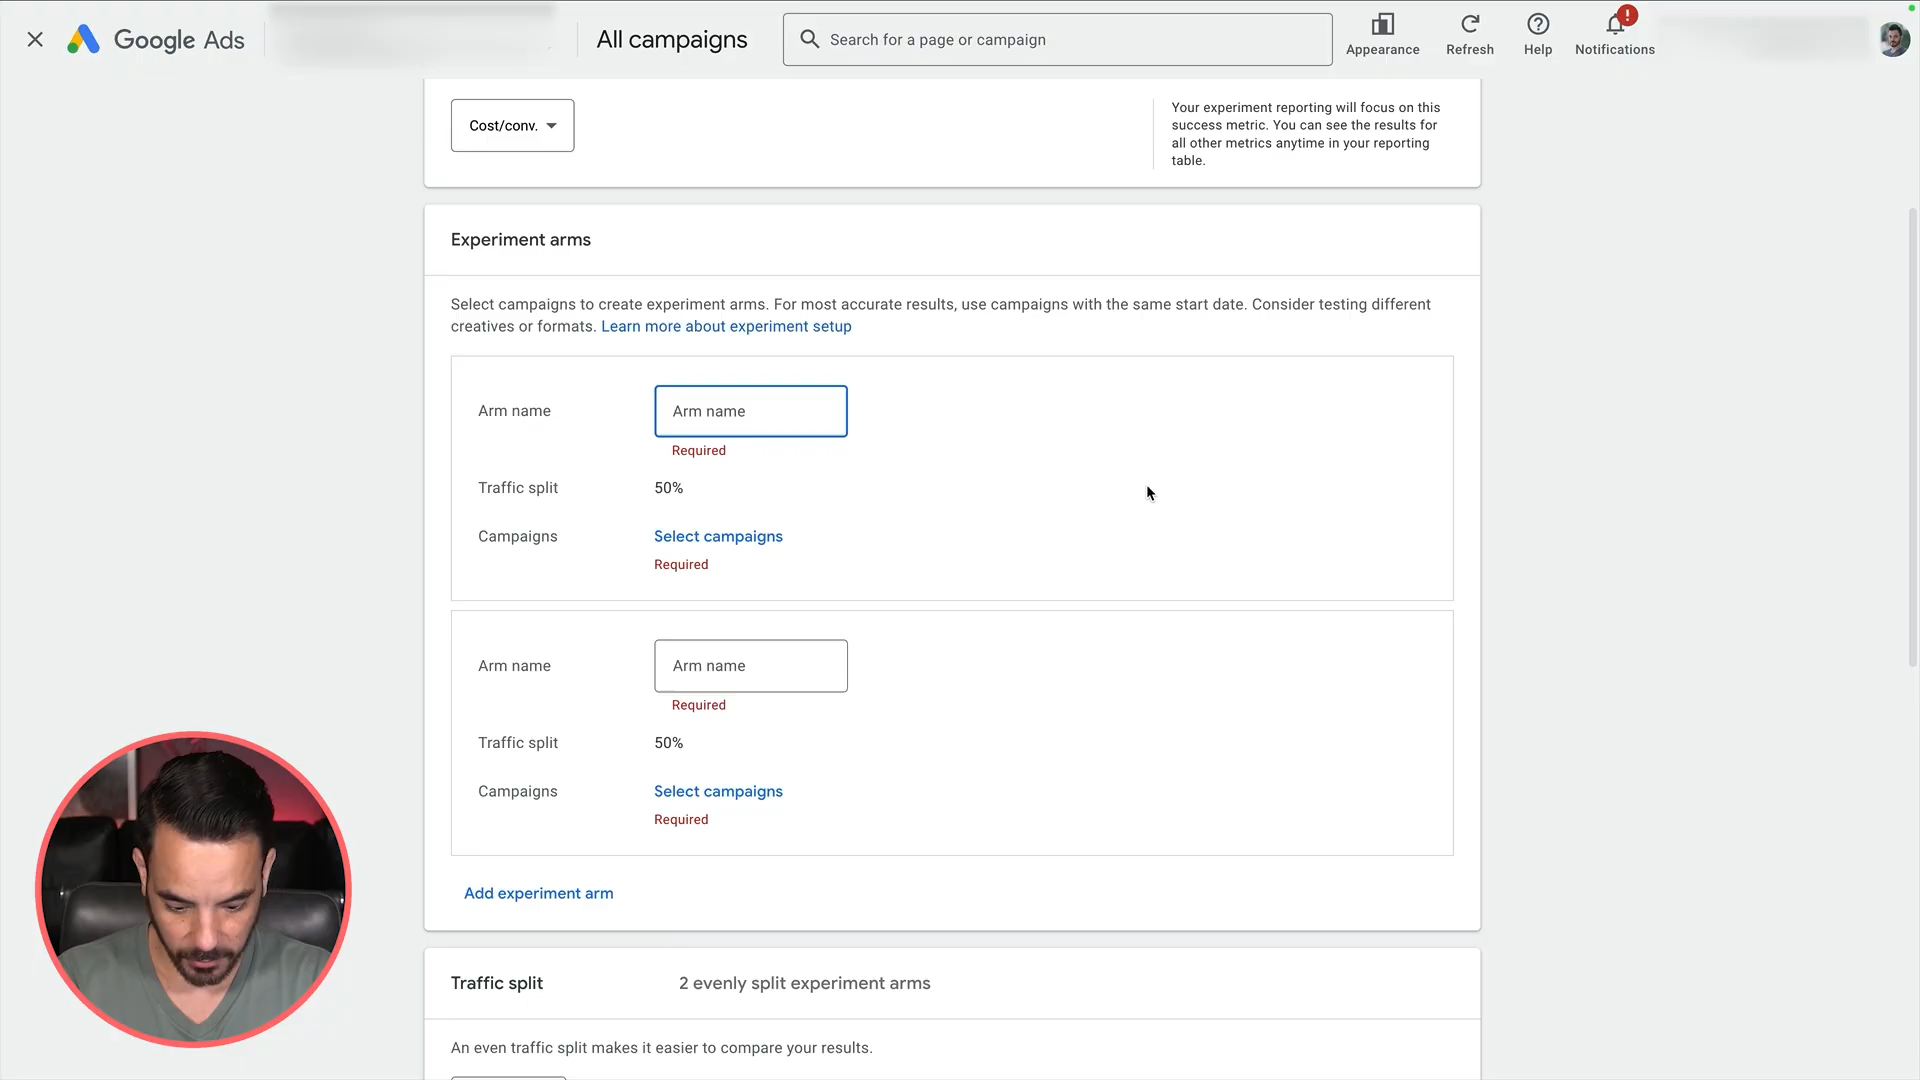 Google Ads
All campaigns
Search for a page or campaign
Appearance
Refresh
Help
!
Notifications
Cost/conv.
Your experiment reporting will focus on this
success metric. You can see the results for
all other metrics anytime in your reporting
table.
Experiment arms
Select campaigns to create experiment arms. For most accurate results, use campaigns with the same start date. Consider testing different
creatives or formats. Learn more about experiment setup
Arm name
Arm name
Required
Traffic split
50%
Campaigns
Select campaigns
Required
Arm name
Arm name
Required
Traffic split
50%
Campaigns
Select campaigns
Required
Add experiment arm
Traffic split
2 evenly split experiment arms
An even traffic split makes it easier to compare your results.